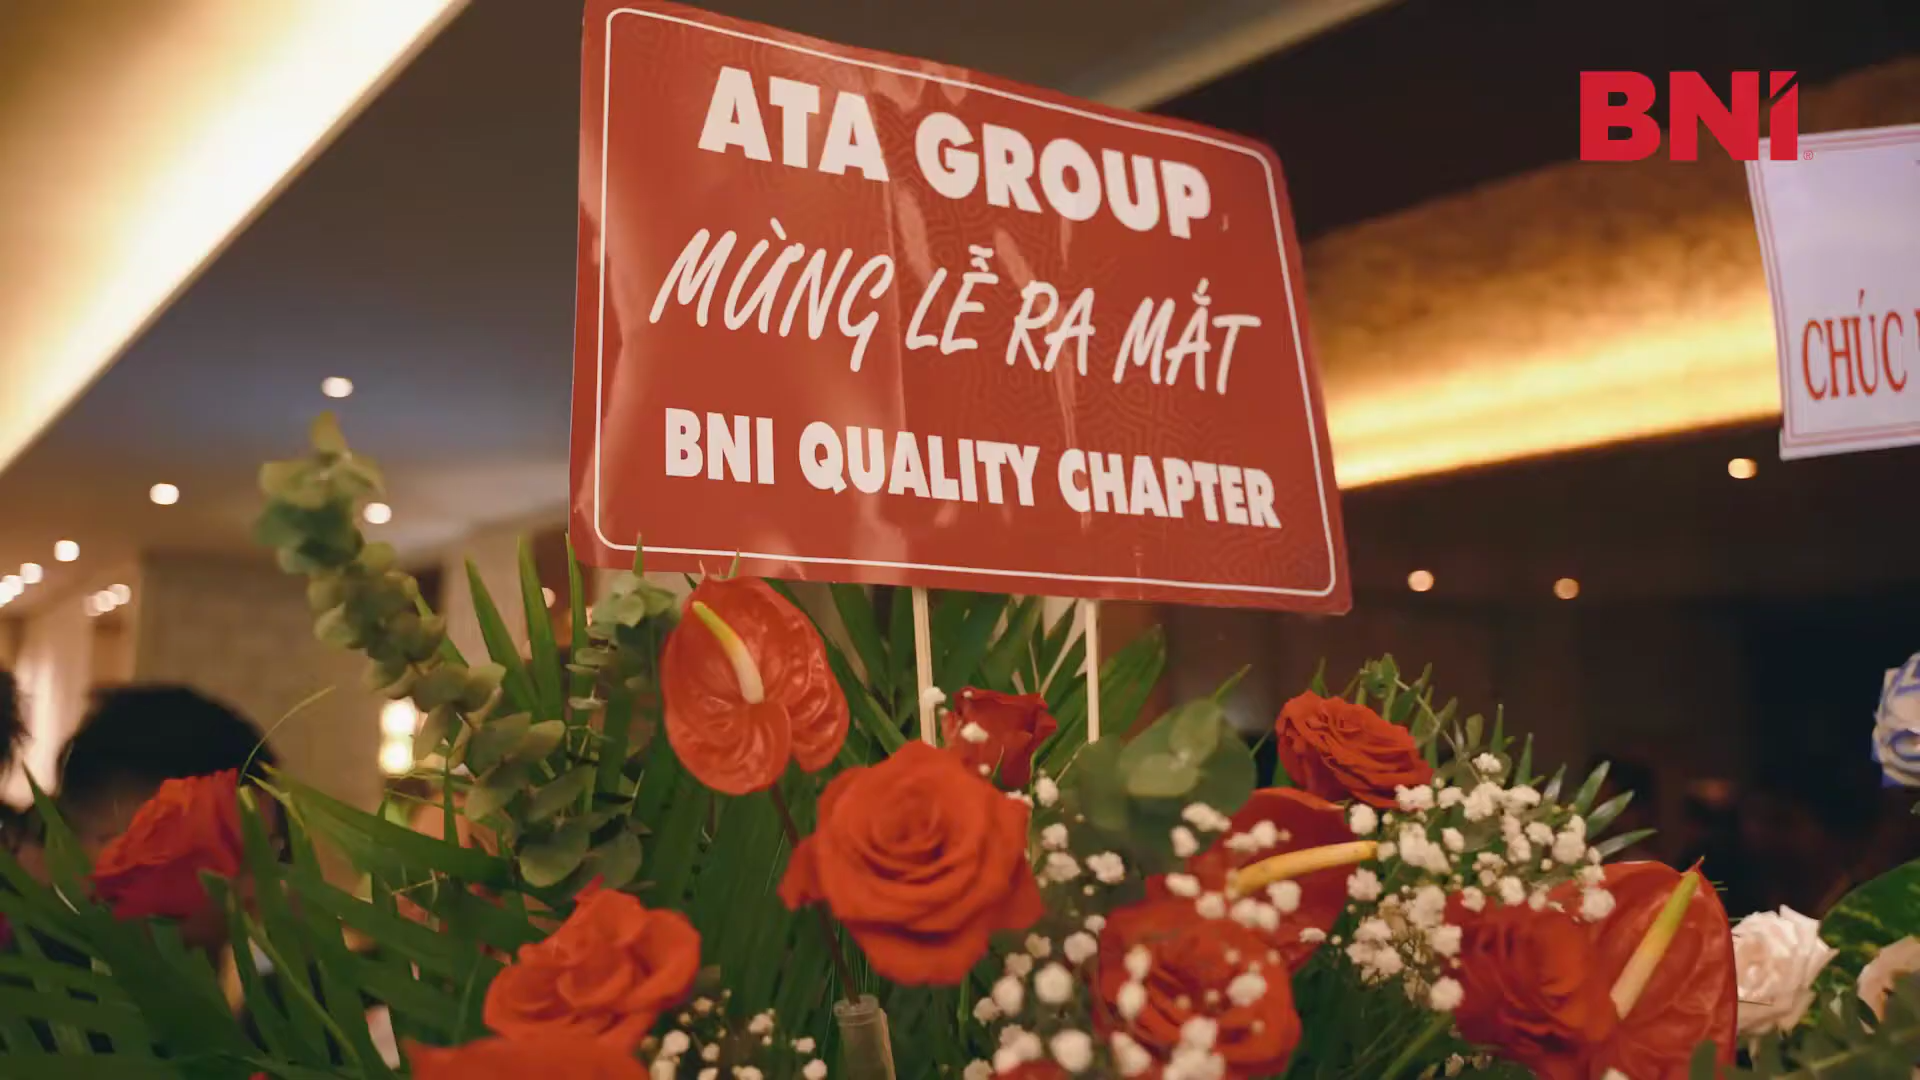 ATA GROUP
MỪNG LỄ RA MẮT
BNI QUALITY CHAPTER
BNI
CHÚC